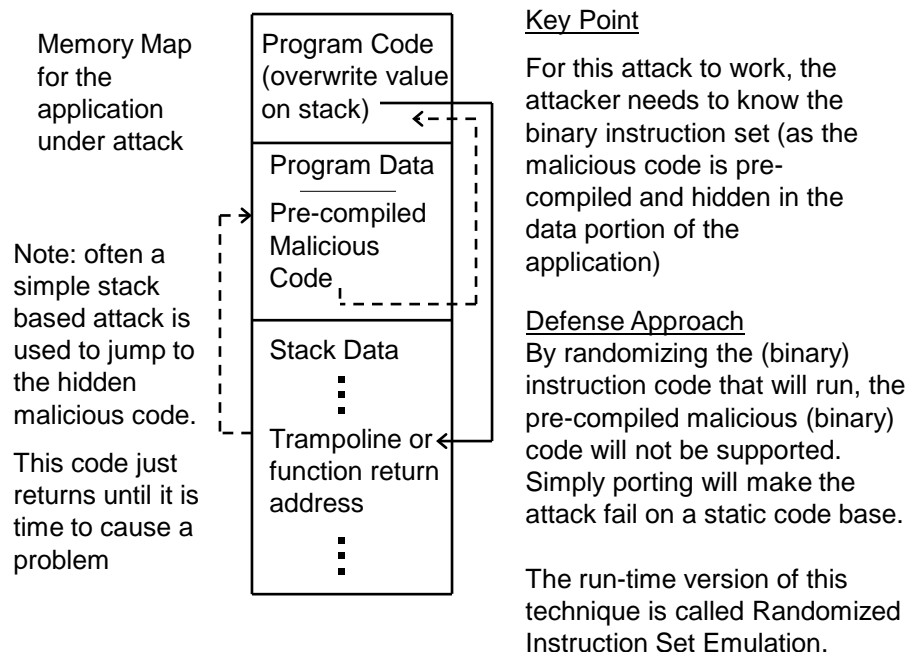 Memory Map
for the
application
under attack
Note: often a
simple stack
based attack is
used to jump to
the hidden
malicious code.
This code just
returns until it is
time to cause a
problem
Program Code
(overwrite value
on stack)
Program Data
Pre-compiled
Malicious
Code
Stack Data
Trampoline or
function return
address
Key Point
For this attack to work, the
attacker needs to know the
binary instruction set (as the
malicious code is pre-
compiled and hidden in the
data portion of the
application)
Defense Approach
By randomizing the (binary)
instruction code that will run, the
pre-compiled malicious (binary)
code will not be supported.
Simply porting will make the
attack fail on a static code base.
The run-time version of this
technique is called Randomized
Instruction Set Emulation.